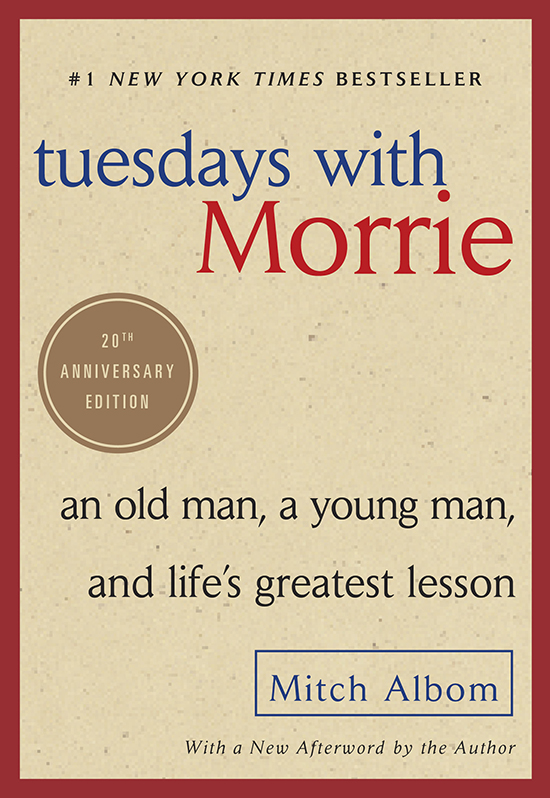 #1 NEW YORK TIMES BESTSELLER
tuesdays with
Morrie
20TH
ANNIVERSARY
EDITION
an old man, a young man,
and life's greatest lesson
Mitch Albom
With a New Afterword by the Author